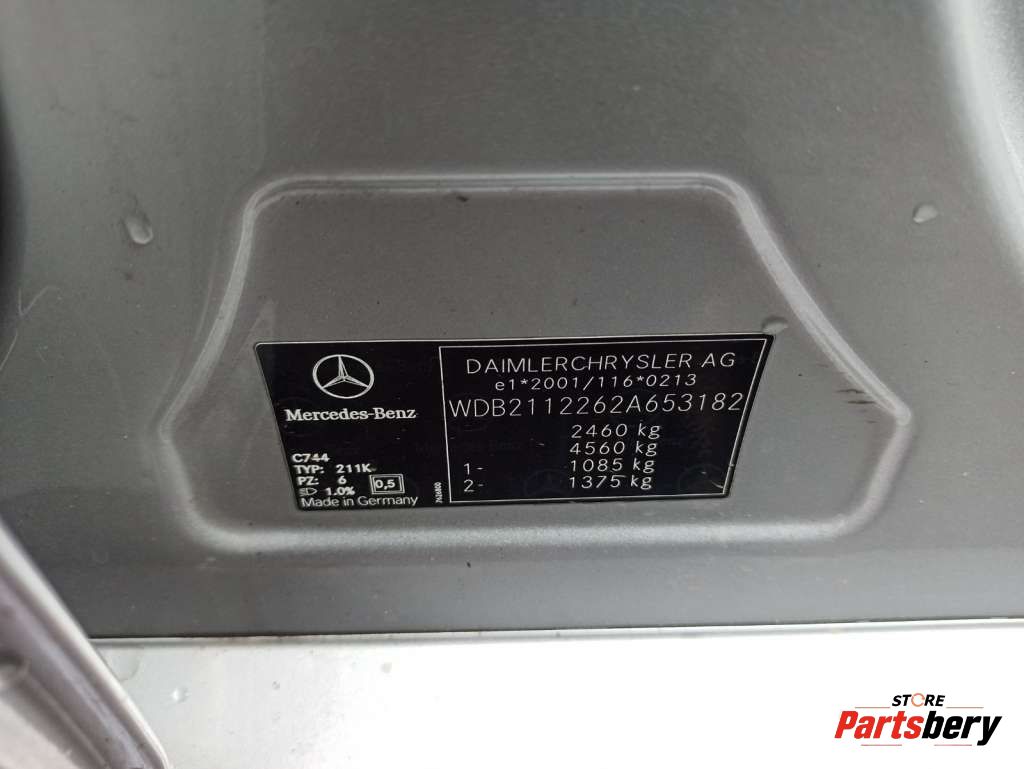 Mercedes-Benz
C744
TYP: 211K
PZ: 6
1.0%
0,5
Made in Germany
DAIMLERCHRYSLER AG
e1*2001/116*0213
WDB2112262A653182
2460 kg
4560 kg
1- 1085 kg
2- 1375 kg
STORE
Partsbery